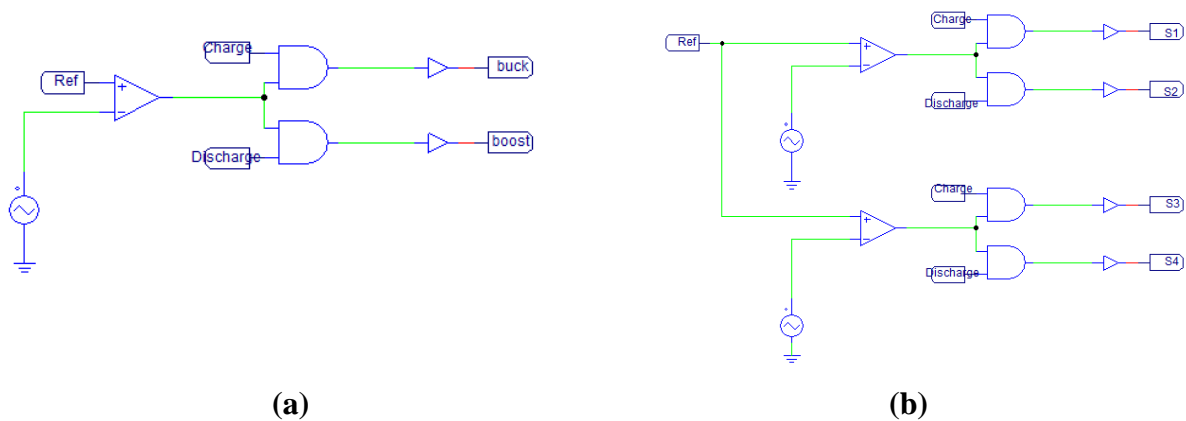 Charge
Ref
+
−
buck
Discharge
boost
(a)
Charge
S1
Ref
+
−
S2
Discharge
Charge
S3
+
−
S4
Discharge
(b)